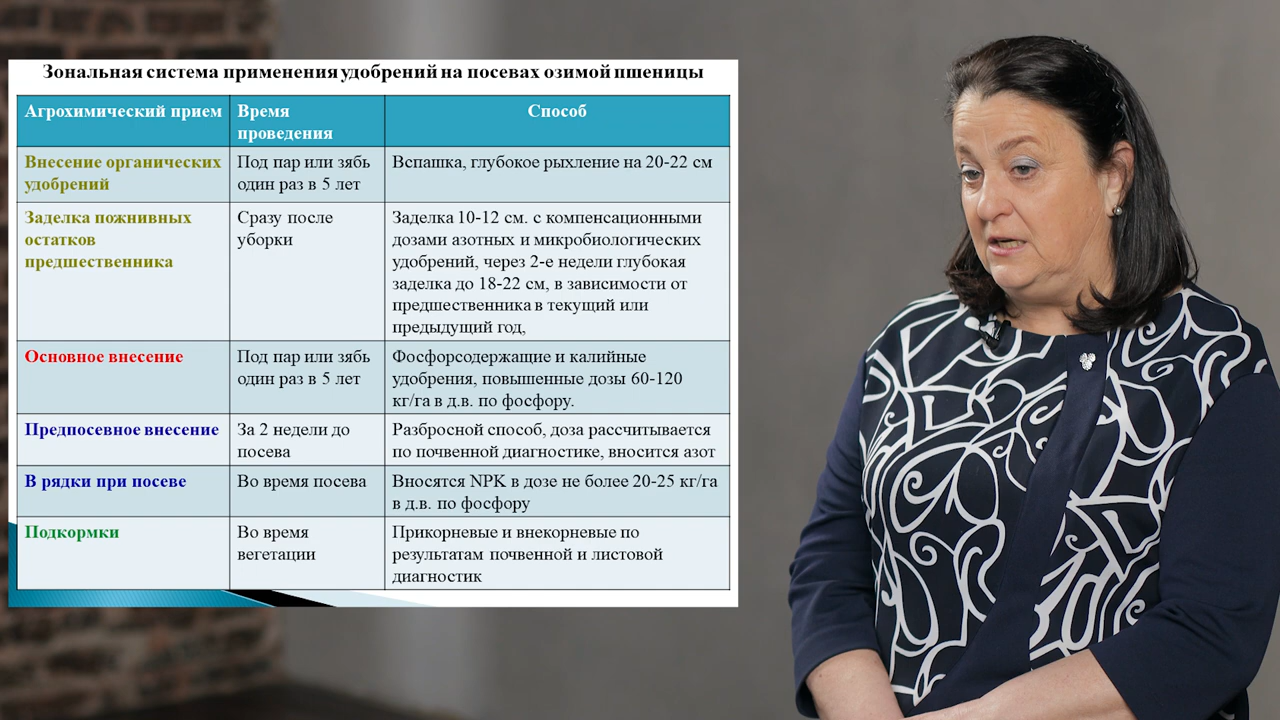 Зональная система применения удобрений на посевах озимой пшеницы
Агрохимический прием
Время
проведения
Способ
Внесение органических
удобрений
Под пар или зябь
один раз в 5 лет
Вспашка, глубокое рыхление на 20-22 см
Заделка пожнивных
остатков
предшественника
Сразу после
уборки
Заделка 10-12 см. с компенсационными
дозами азотных и микробиологических
удобрений, через 2-е недели глубокая
заделка до 18-22 см, в зависимости от
предшественника в текущий или
предыдущий год,
Основное внесение
Под пар или зябь
один раз в 5 лет
Фосфорсодержащие и калийные
удобрения, повышенные дозы 60-120
кг/га в д.в. по фосфору.
Предпосевное внесение
За 2 недели до
посева
Разбросной способ, доза рассчитывается
по почвенной диагностике, вносится азот
В рядки при посеве
Во время посева
Вносятся NPK в дозе не более 20-25 кг/га
в д.в. по фосфору
Подкормки
Во время
вегетации
Прикорневые и внекорневые по
результатам почвенной и листовой
диагностик